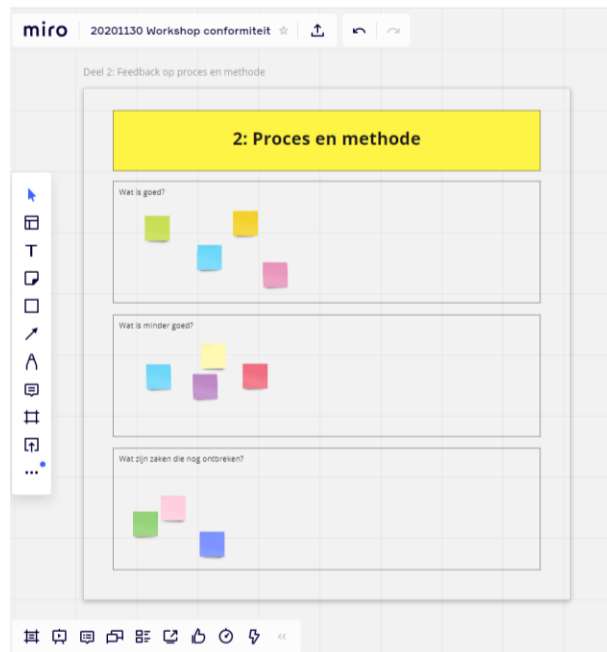 miro
20201130 Workshop conformiteit
Deel 2: Feedback op proces en methode
2: Proces en methode
Wat is goed?
Wat is minder goed?
Wat zijn zaken die nog ontbreken?